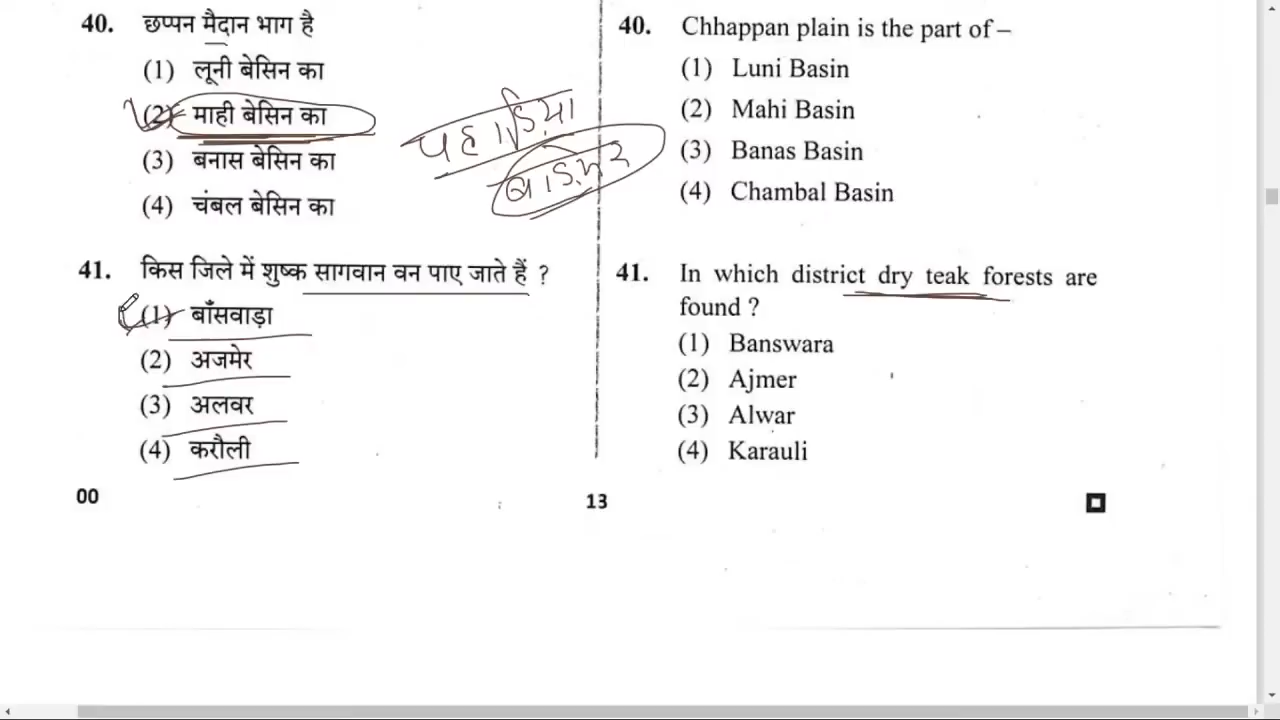 40. छप्पन मैदान भाग है
(1) लूनी बेसिन का
(2) माही बेसिन का
(3) बनास बेसिन का
(4) चंबल बेसिन का
पहाड़िया
बाड़मेर
41. किस जिले में शुष्क सागवान वन पाए जाते हैं ?
(1) बाँसवाड़ा
(2) अजमेर
(3) अलवर
(4) करौली
40. Chhappan plain is the part of –
(1) Luni Basin
(2) Mahi Basin
(3) Banas Basin
(4) Chambal Basin
41. In which district dry teak forests are
found ?
(1) Banswara
(2) Ajmer
(3) Alwar
(4) Karauli
00
13